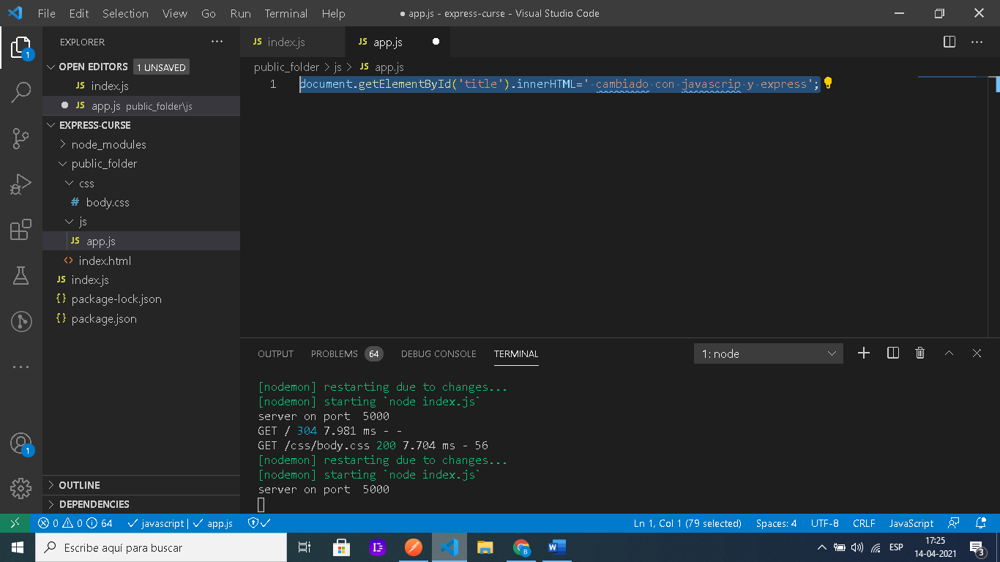 File Edit Selection View Go Run Terminal Help ● app.js - express-curse - Visual Studio Code
EXPLORER
OPEN EDITORS 1 UNSAVED
JS index.js
● JS app.js public_folder\js
EXPRESS-CURSE
node_modules
public_folder
css
# body.css
js
JS app.js
<> index.html
JS index.js
{} package-lock.json
{} package.json
OUTLINE
DEPENDENCIES
1
1
JS index.js JS app.js ●
public_folder > js > JS app.js
1 document.getElementById('title').innerHTML=' cambiado con javascrip y express';
OUTPUT PROBLEMS 64 DEBUG CONSOLE TERMINAL 1: node
[nodemon] restarting due to changes...
[nodemon] starting `node index.js`
server on port  5000
GET / 304 7.981 ms - -
GET /css/body.css 200 7.704 ms - 56
[nodemon] restarting due to changes...
[nodemon] starting `node index.js`
server on port  5000
0 0 64 javascript | app.js Ln 1, Col 1 (79 selected) Spaces: 4 UTF-8 CRLF JavaScript
Escribe aquí para buscar
ESP
17:25
14-04-2021
3